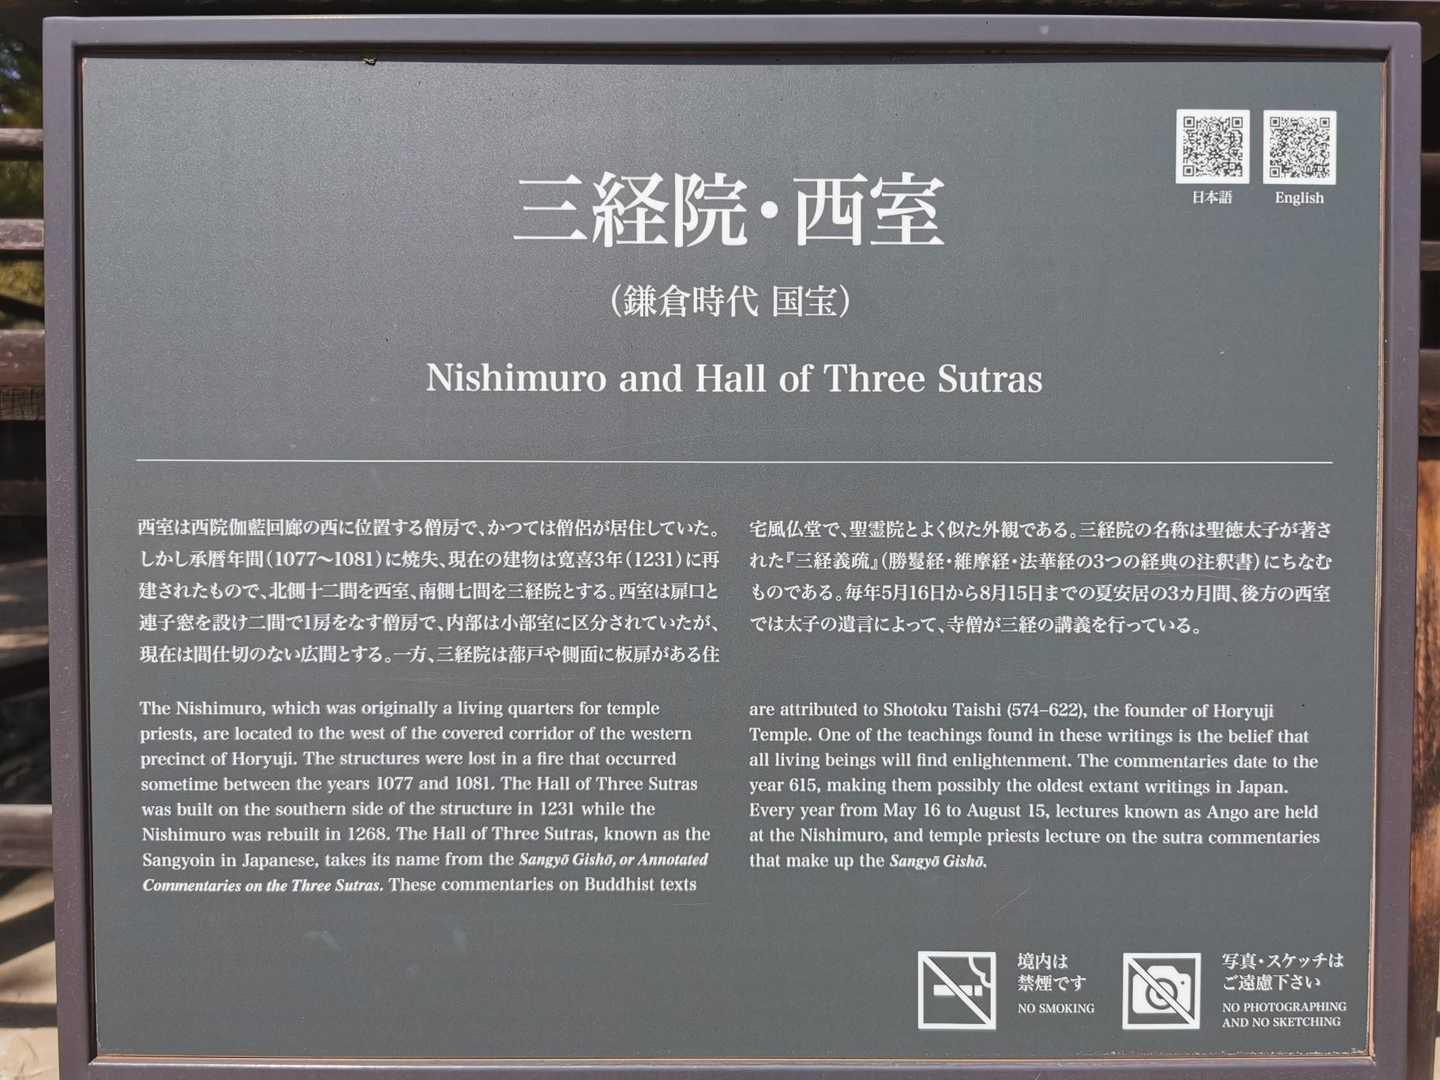 日本語
English
三経院・西室
（鎌倉時代 国宝）
Nishimuro and Hall of Three Sutras
西室は西院伽藍回廊の西に位置する僧房で、かつては僧侶が居住していた。
しかし承暦年間（1077〜1081）に焼失、現在の建物は寛喜3年（1231）に再
建されたもので、北側十二間を西室、南側七間を三経院とする。西室は扉口と
連子窓を設け二間で1房をなす僧房で、内部は小部室に区分されていたが、
現在は間仕切のない広間とする。一方、三経院は蔀戸や側面に板扉がある住
宅風仏堂で、聖霊院とよく似た外観である。三経院の名称は聖徳太子が著さ
れた『三経義疏』（勝鬘経・維摩経・法華経の3つの経典の注釈書）にちなむ
ものである。毎年5月16日から8月15日までの夏安居の3カ月間、後方の西室
では太子の遺言によって、寺僧が三経の講義を行っている。
The Nishimuro, which was originally a living quarters for temple
priests, are located to the west of the covered corridor of the western
precinct of Horyuji. The structures were lost in a fire that occurred
sometime between the years 1077 and 1081. The Hall of Three Sutras
was built on the southern side of the structure in 1231 while the
Nishimuro was rebuilt in 1268. The Hall of Three Sutras, known as the
Sangyoin in Japanese, takes its name from the Sangyō Gishō, or Annotated
Commentaries on the Three Sutras. These commentaries on Buddhist texts
are attributed to Shotoku Taishi (574–622), the founder of Horyuji
Temple. One of the teachings found in these writings is the belief that
all living beings will find enlightenment. The commentaries date to the
year 615, making them possibly the oldest extant writings in Japan.
Every year from May 16 to August 15, lectures known as Ango are held
at the Nishimuro, and temple priests lecture on the sutra commentaries
that make up the Sangyō Gishō.
境内は
禁煙です
NO SMOKING
写真・スケッチは
ご遠慮下さい
NO PHOTOGRAPHING
AND NO SKETCHING